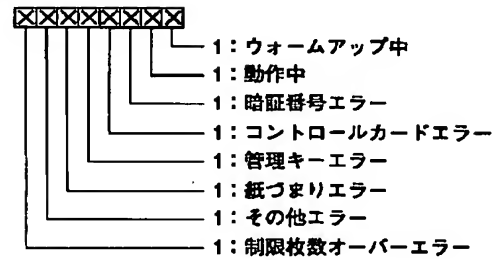 1：ウォームアップ中
1：動作中
1：暗証番号エラー
1：コントロールカードエラー
1：管理キーエラー
1：紙づまりエラー
1：その他エラー
1：制限枚数オーバーエラー